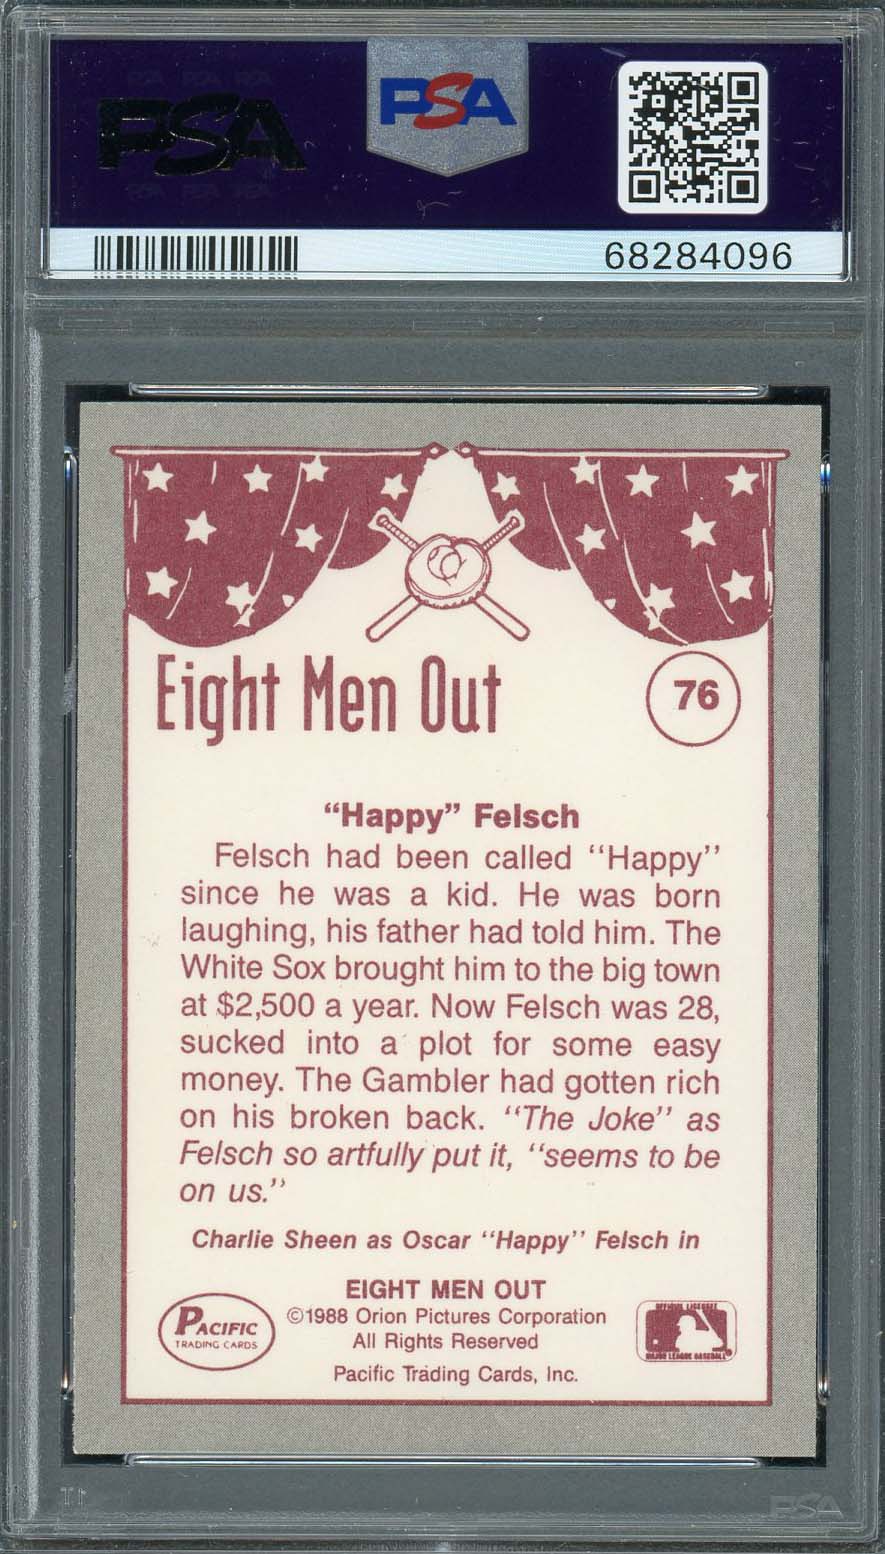 PSA
PSA
68284096
Eight Men Out
76
“Happy” Felsch
Felsch had been called “Happy”
since he was a kid. He was born
laughing, his father had told him. The
White Sox brought him to the big town
at $2,500 a year. Now Felsch was 28,
sucked into a plot for some easy
money. The Gambler had gotten rich
on his broken back. “The Joke” as
Felsch so artfully put it, “seems to be
on us.”
Charlie Sheen as Oscar “Happy” Felsch in
EIGHT MEN OUT
©1988 Orion Pictures Corporation
All Rights Reserved
Pacific Trading Cards, Inc.
PACIFIC
TRADING CARDS
OFFICIAL LICENSEE
MAJOR LEAGUE BASEBALL
PSA